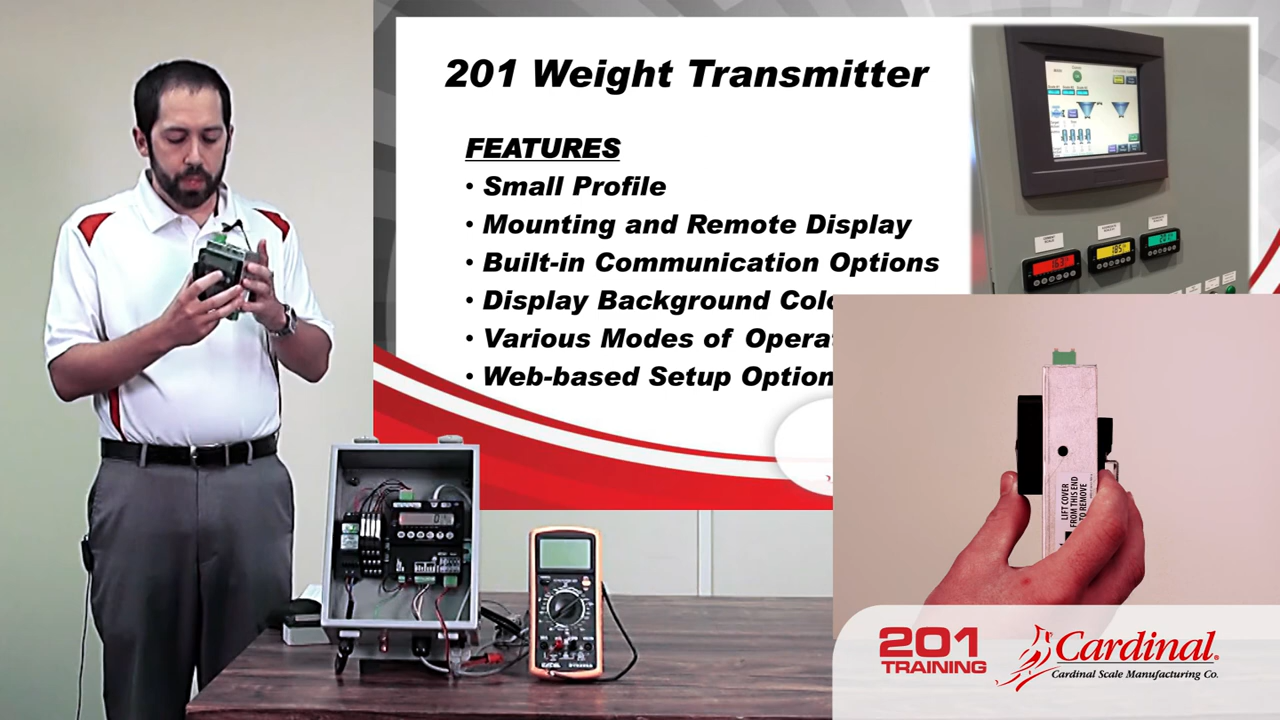 201 Weight Transmitter
FEATURES
• Small Profile
• Mounting and Remote Display
• Built-in Communication Options
• Display Background Colo
• Various Modes of Opera
• Web-based Setup Option
LIFT COVER
FROM THIS END
TO REMOVE
201
TRAINING
Cardinal®
Cardinal Scale Manufacturing Co.